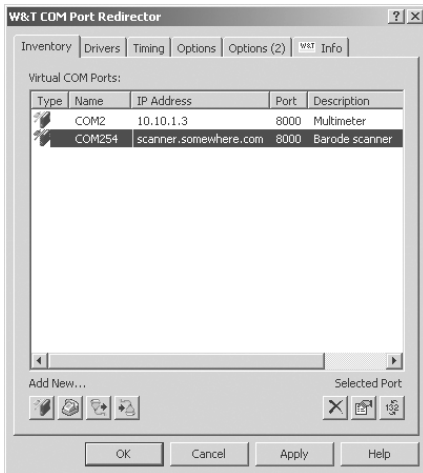 W&T COM Port Redirector
Inventory Drivers Timing Options Options (2) W&T Info
Virtual COM Ports:
Type Name IP Address Port Description
COM2 10.10.1.3 8000 Multimeter
COM254 scanner.somewhere.com 8000 Barode scanner
Add New... Selected Port
OK Cancel Apply Help